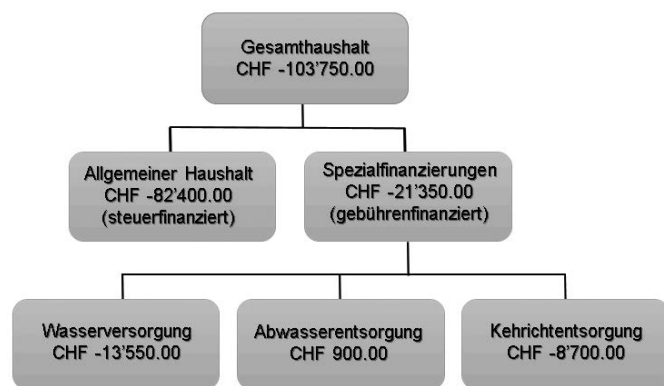 Gesamthaushalt
CHF -103'750.00
Allgemeiner Haushalt
CHF -82'400.00
(steuerfinanziert)
Spezialfinanzierungen
CHF -21'350.00
(gebührenfinanziert)
Wasserversorgung
CHF -13'550.00
Abwasserentsorgung
CHF 900.00
Kehrichtentsorgung
CHF -8'700.00